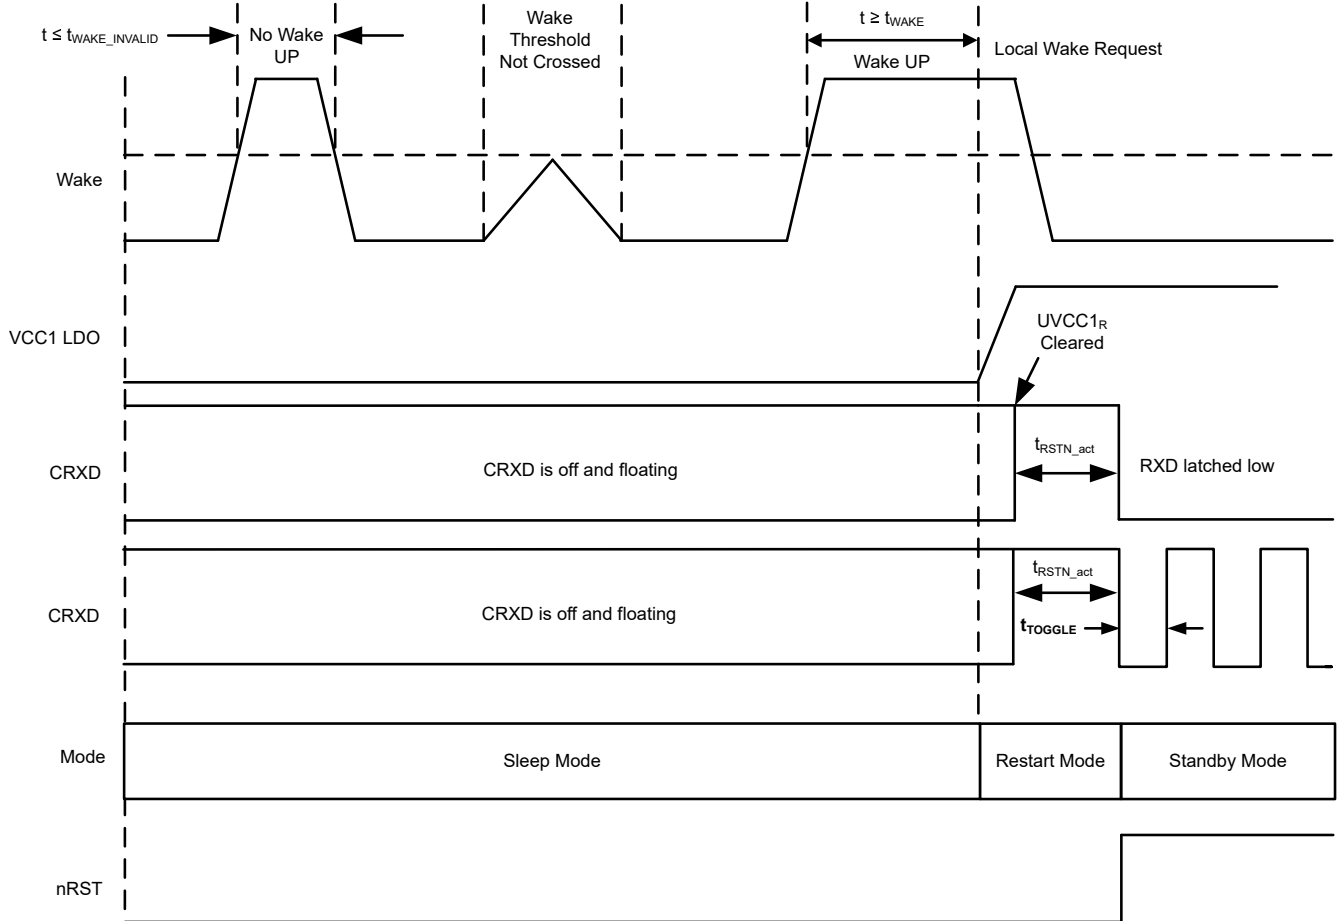 t ≤ tWAKE_INVALID
No Wake
UP
Wake
Threshold
Not Crossed
t ≥ tWAKE
Wake UP
Local Wake Request
Wake
VCC1 LDO
UVCC1R
Cleared
CRXD
CRXD is off and floating
tRSTN_act
RXD latched low
CRXD
CRXD is off and floating
tRSTN_act
tTOGGLE
Mode
Sleep Mode
Restart Mode
Standby Mode
nRST